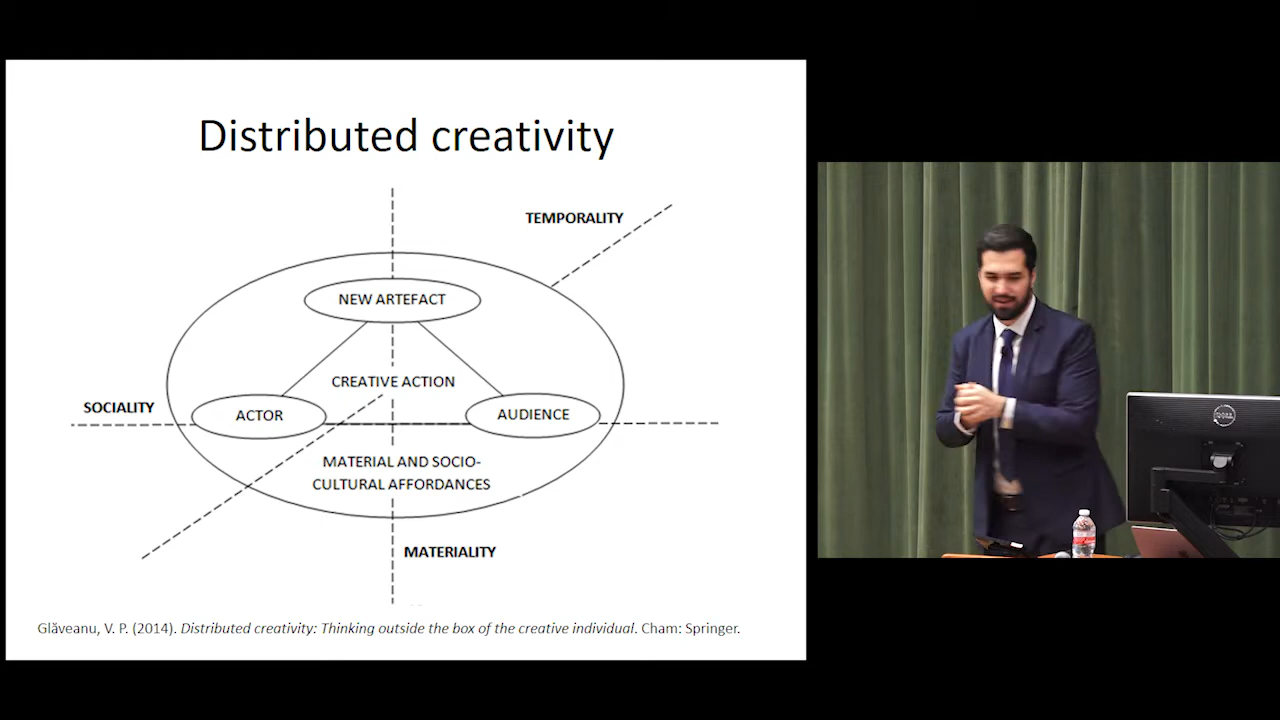 Distributed creativity
TEMPORALITY
NEW ARTEFACT
CREATIVE ACTION
SOCIALITY
ACTOR
AUDIENCE
MATERIAL AND SOCIO-
CULTURAL AFFORDANCES
MATERIALITY
Glăveanu, V. P. (2014). Distributed creativity: Thinking outside the box of the creative individual. Cham: Springer.
DELL